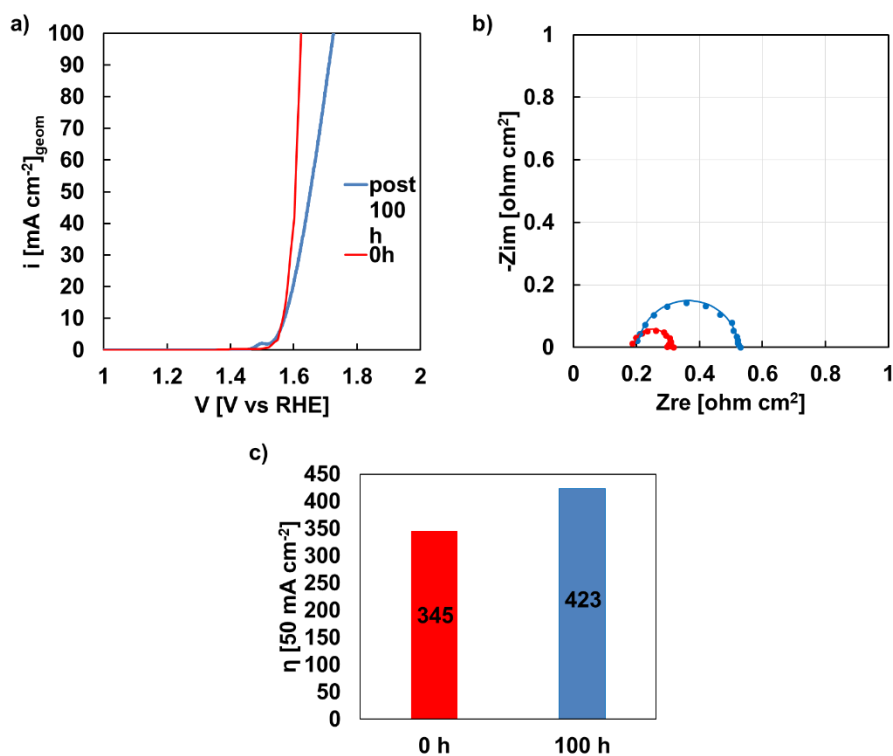 a)
i [mA cm⁻²]geom
100
90
80
70
60
50
40
30
20
10
0
post
100
h
0h
1 1.2 1.4 1.6 1.8 2
V [V vs RHE]
b)
-Zim [ohm cm²]
1
0.8
0.6
0.4
0.2
0
0 0.2 0.4 0.6 0.8 1
Zre [ohm cm²]
c)
η [50 mA cm⁻²]
450
400
350
300
250
200
150
100
50
0
345
423
0 h 100 h